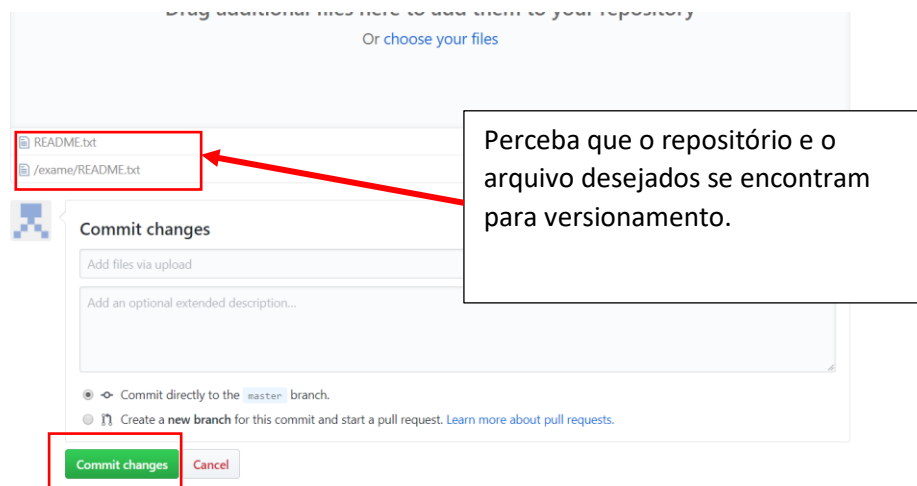 Drag additional files here to add them to your repository
Or choose your files
README.txt
/exame/README.txt
Perceba que o repositório e o
arquivo desejados se encontram
para versionamento.
Commit changes
Add files via upload
Add an optional extended description...
Commit directly to the master branch.
Create a new branch for this commit and start a pull request. Learn more about pull requests.
Commit changes
Cancel